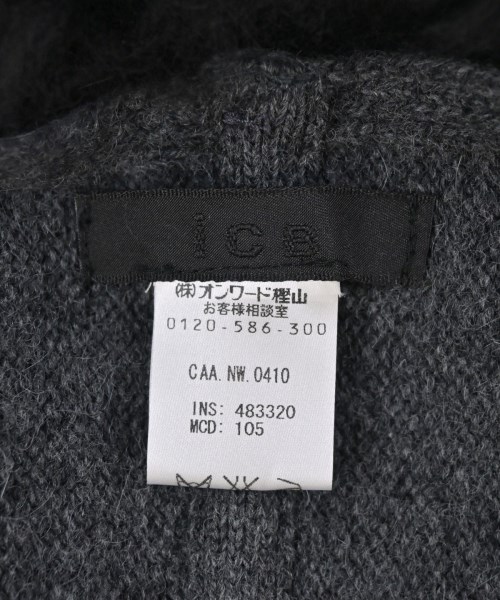 iCB
(株)オンワード樫山
お客様相談室
0120-586-300
CAA.NW.0410
INS: 483320
MCD: 105